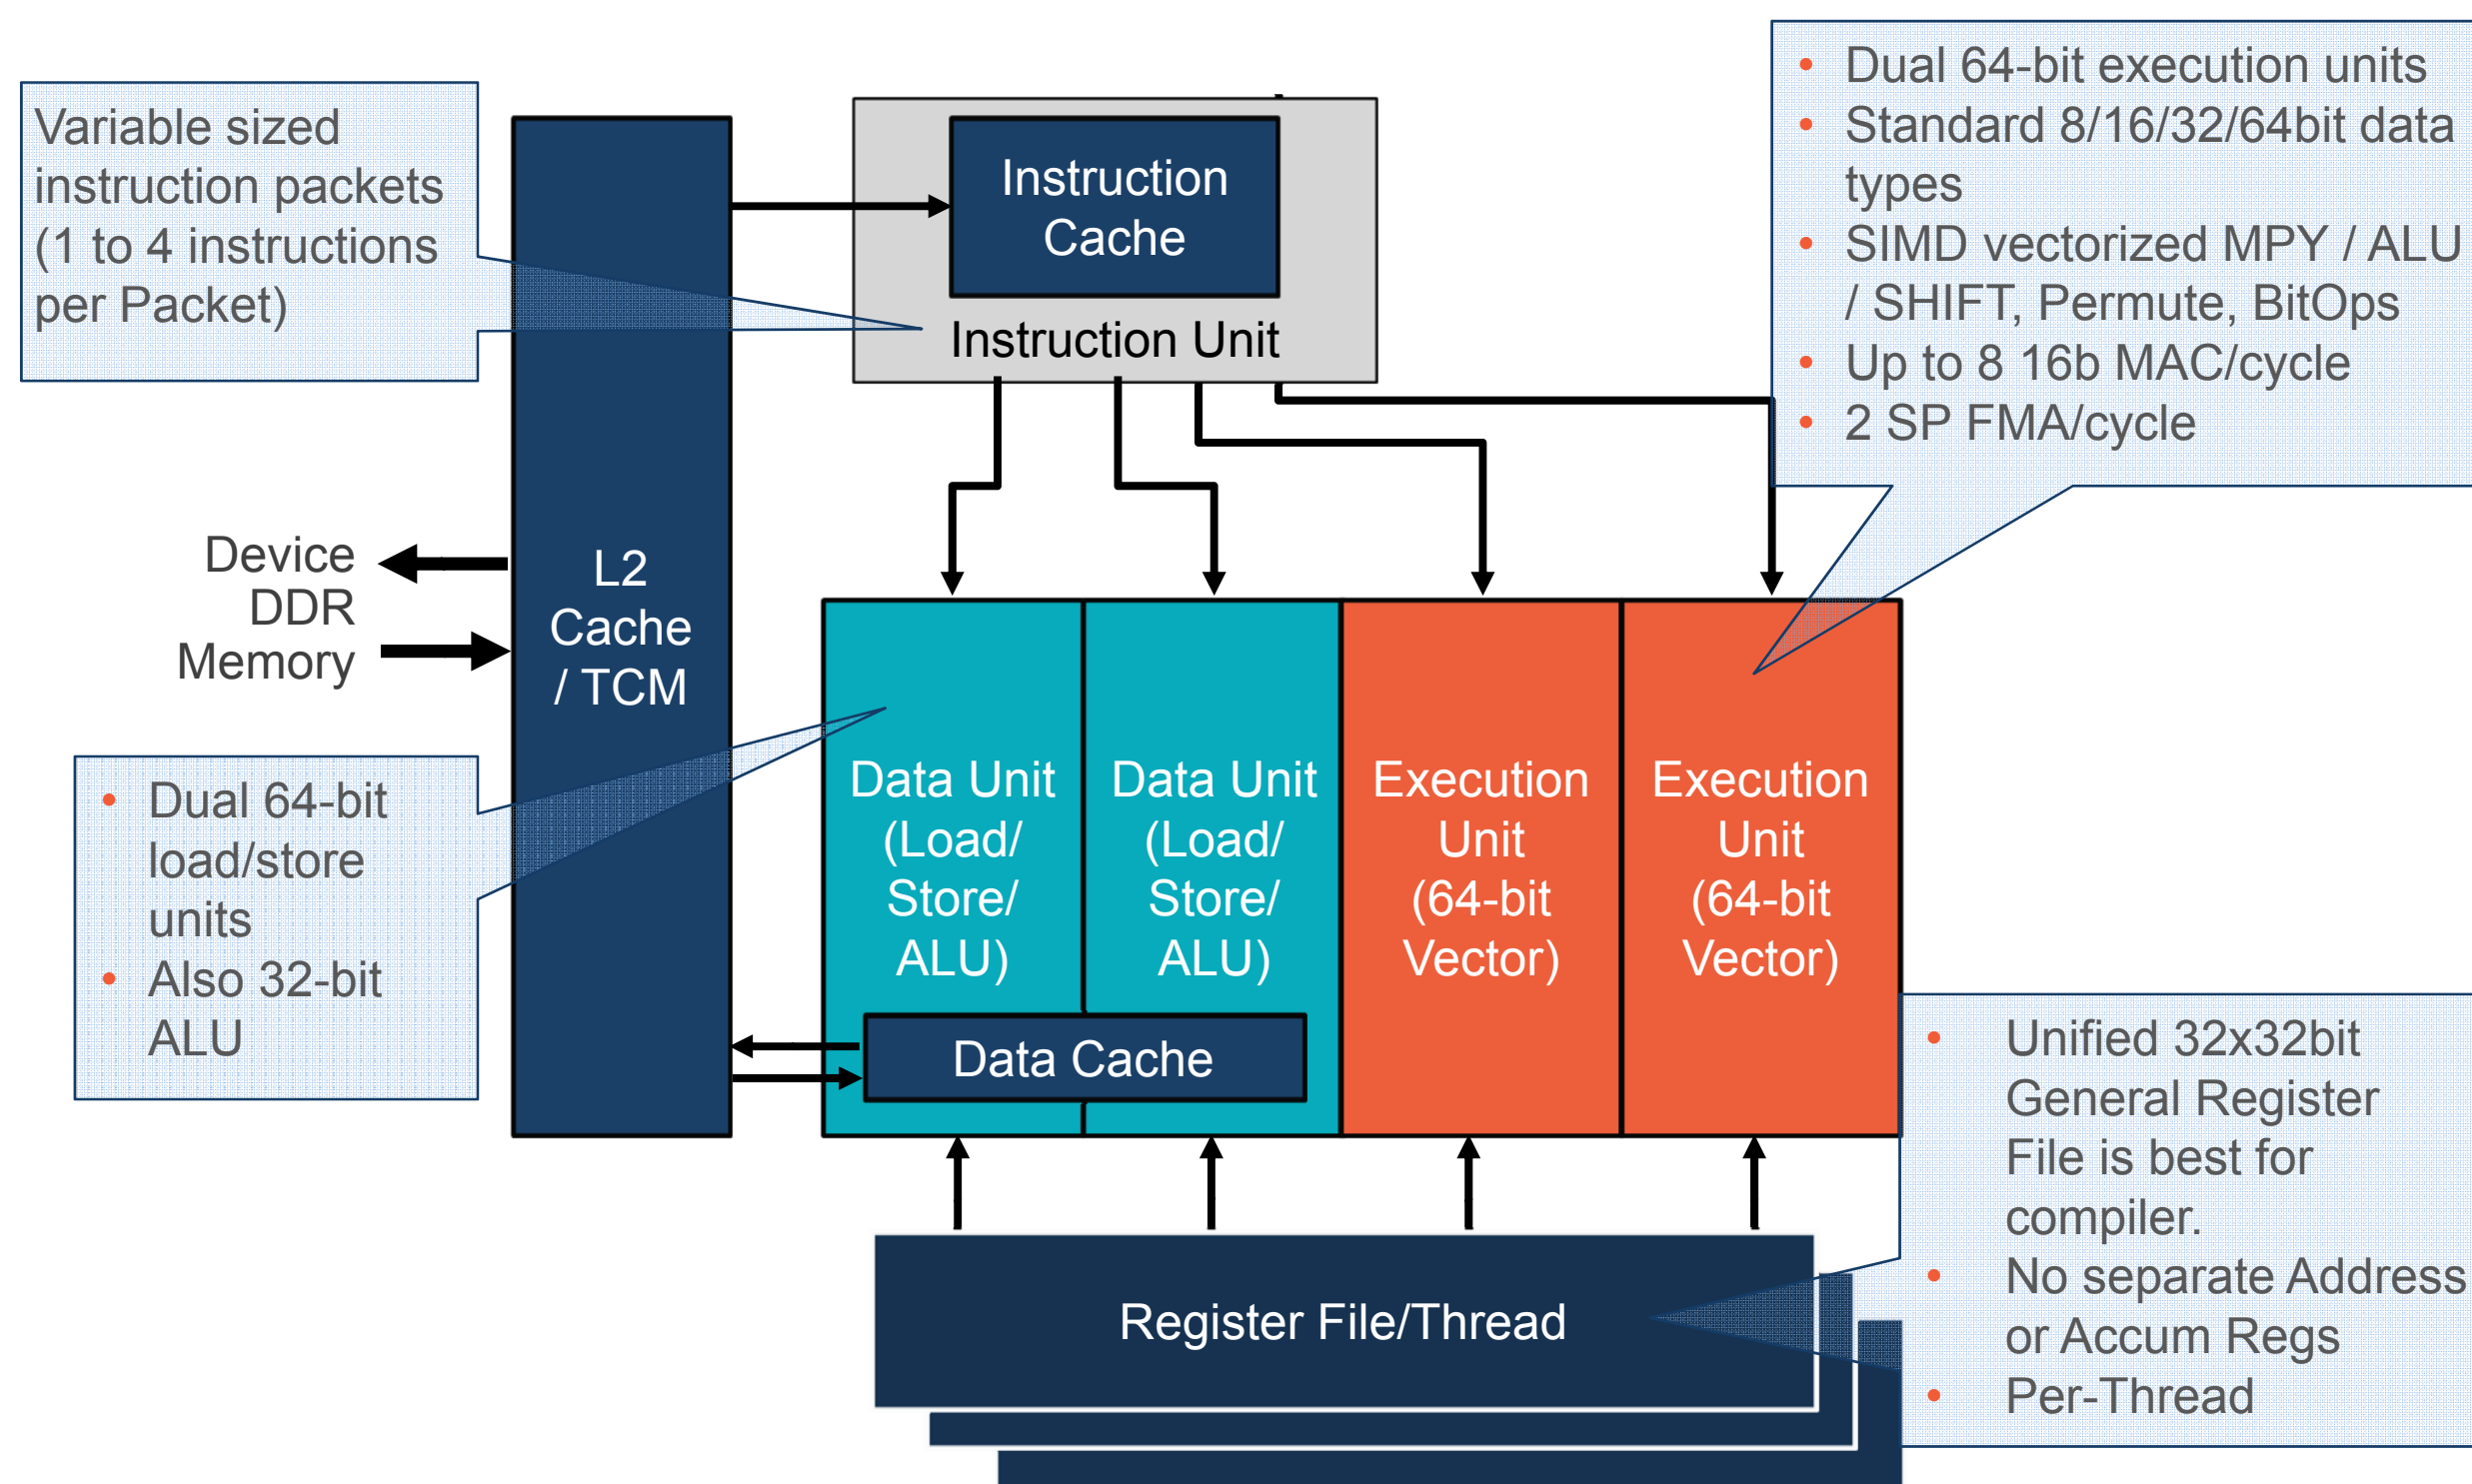 Variable sized
instruction packets
(1 to 4 instructions
per Packet)
Instruction
Cache
Instruction Unit
• Dual 64-bit execution units
• Standard 8/16/32/64bit data
types
• SIMD vectorized MPY / ALU
/ SHIFT, Permute, BitOps
• Up to 8 16b MAC/cycle
• 2 SP FMA/cycle
Device
DDR
Memory
L2
Cache
/ TCM
• Dual 64-bit
load/store
units
• Also 32-bit
ALU
Data Unit
(Load/
Store/
ALU)
Data Unit
(Load/
Store/
ALU)
Execution
Unit
(64-bit
Vector)
Execution
Unit
(64-bit
Vector)
Data Cache
• Unified 32x32bit
General Register
File is best for
compiler.
• No separate Address
or Accum Regs
• Per-Thread
Register File/Thread